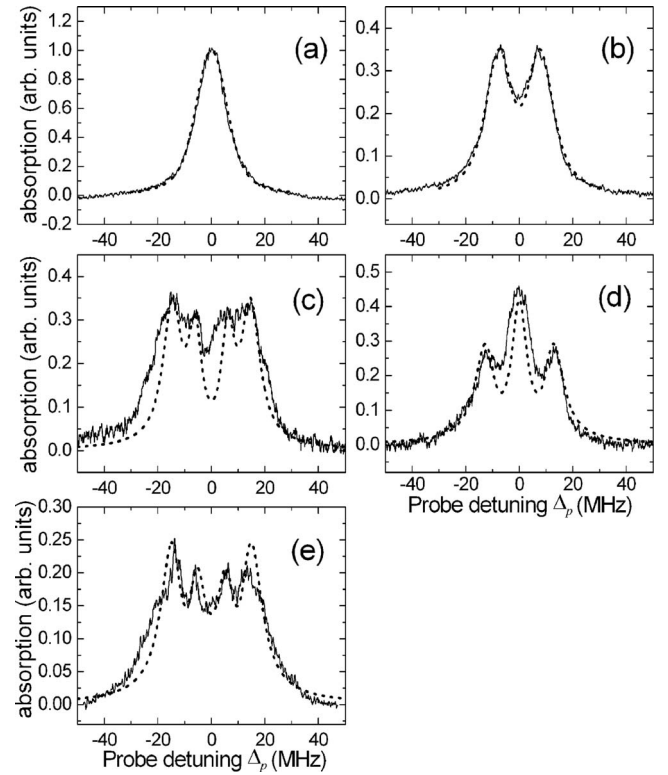 absorption (arb. units)
1.2
1.0
0.8
0.6
0.4
0.2
0.0
-0.2
(a)
-40 -20 0 20 40
0.4
0.3
0.2
0.1
0.0
(b)
-40 -20 0 20 40
absorption (arb. units)
0.4
0.3
0.2
0.1
0.0
(c)
-40 -20 0 20 40
0.5
0.4
0.3
0.2
0.1
0.0
(d)
-40 -20 0 20 40
Probe detuning Δp (MHz)
absorption (arb. units)
0.30
0.25
0.20
0.15
0.10
0.05
0.00
(e)
-40 -20 0 20 40
Probe detuning Δp (MHz)